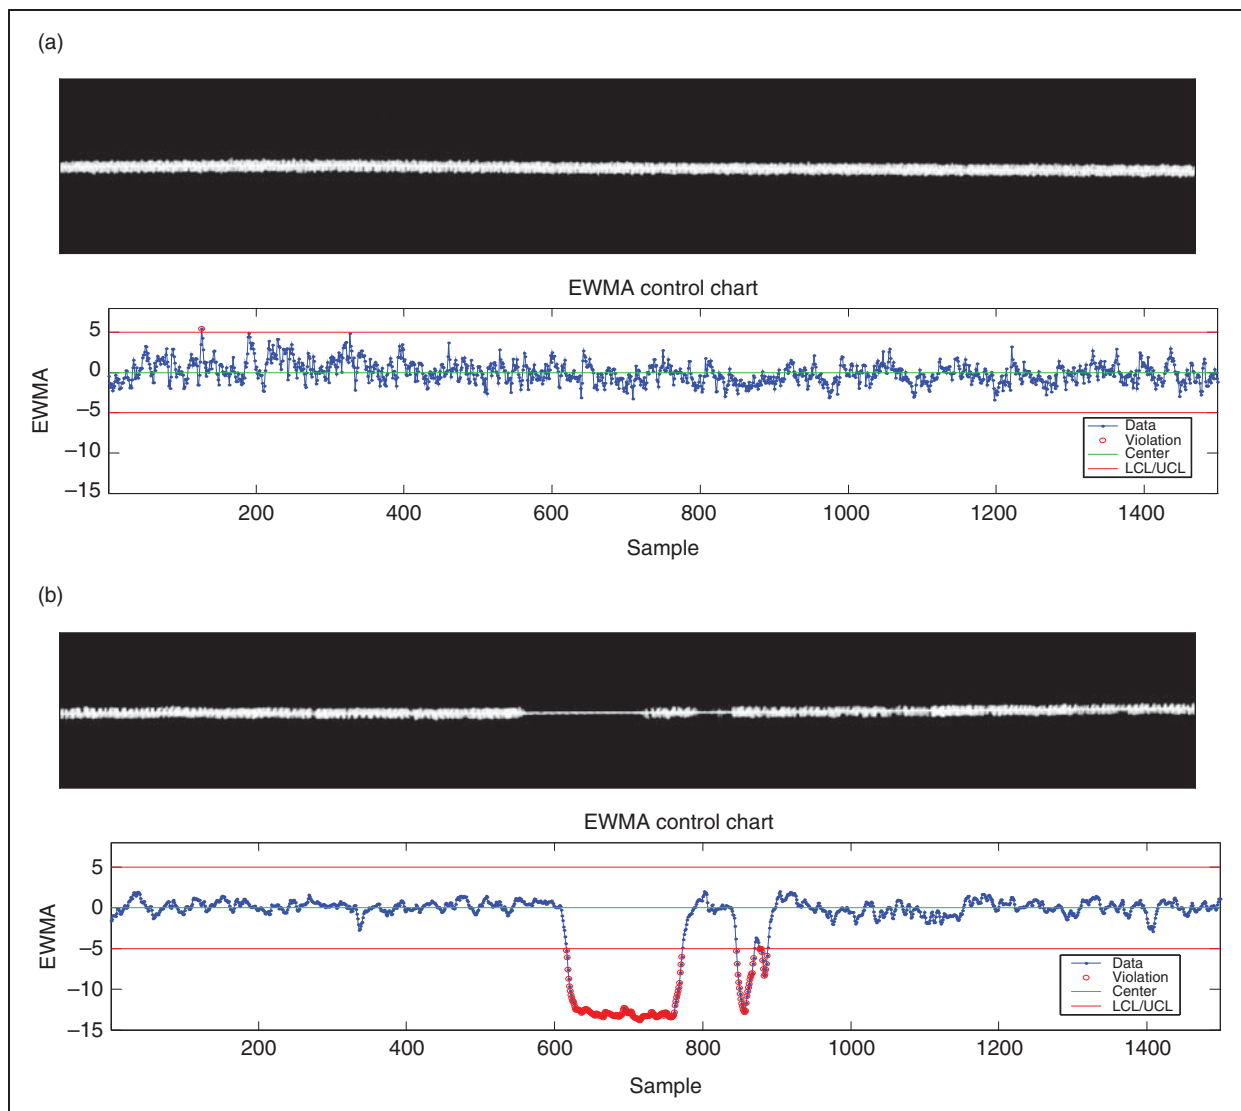 (a)
EWMA control chart
EWMA
5
0
−5
−10
−15
Data
Violation
Center
LCL/UCL
200 400 600 800 1000 1200 1400
Sample
(b)
EWMA control chart
EWMA
5
0
−5
−10
−15
Data
Violation
Center
LCL/UCL
200 400 600 800 1000 1200 1400
Sample